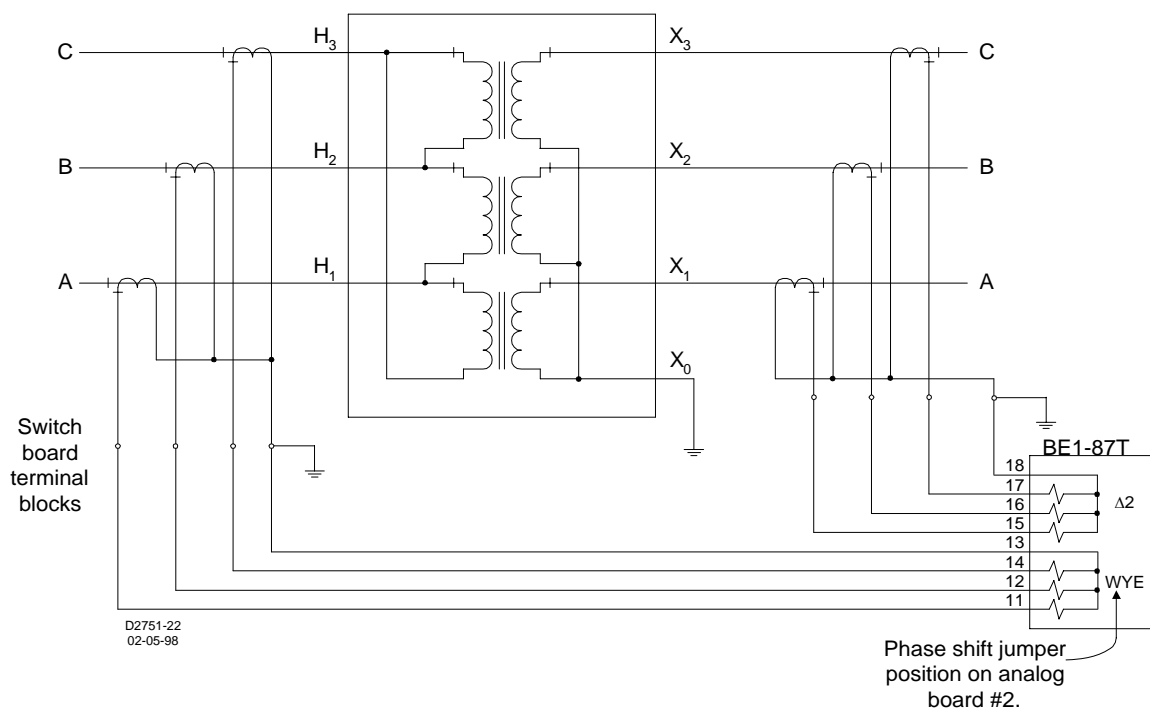 C
H3
X3
C
B
H2
X2
B
A
H1
X1
A
X0
Switch
board
terminal
blocks
BE1-87T
18
17
16
15
13
14
12
11
Δ2
WYE
D2751-22
02-05-98
Phase shift jumper
position on analog
board #2.